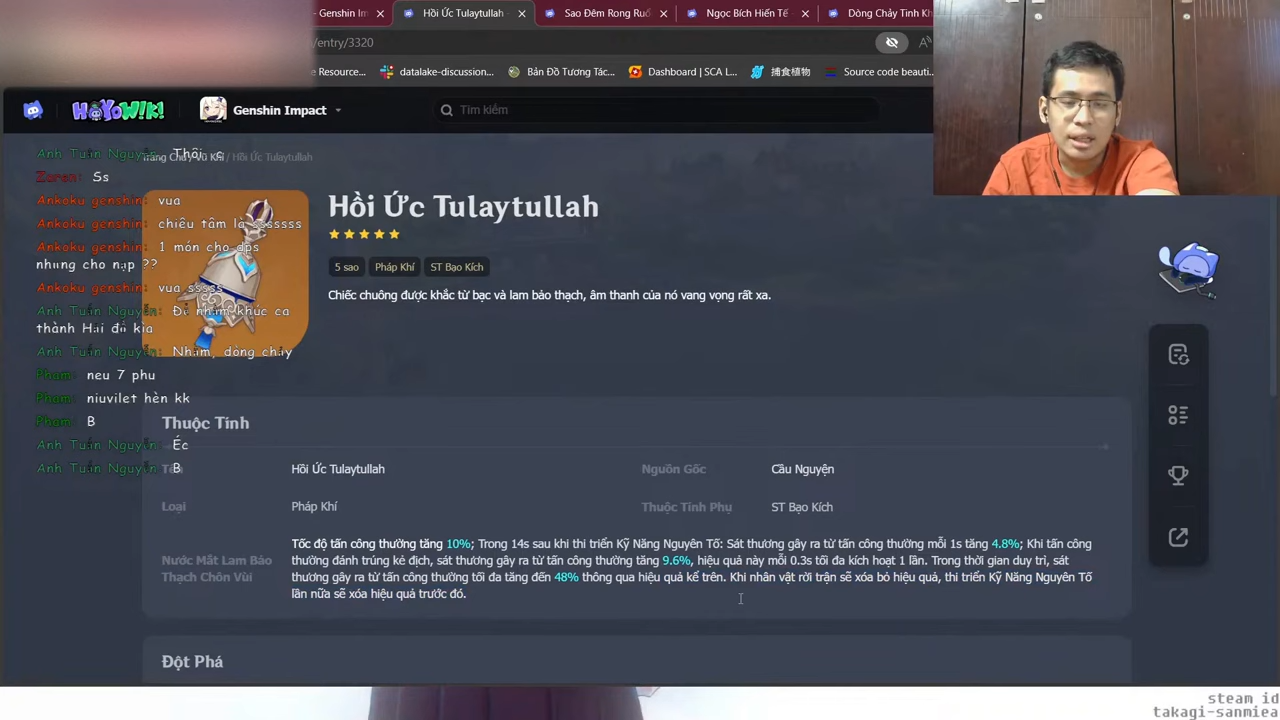 - Genshin Im
Hồi Ức Tulaytullah
Sao Đêm Rong Ruổ
Ngọc Bích Hiến Tế -
Dòng Chảy Tinh Kh
/entry/3320
Resource...
datalake-discussion...
Bản Đồ Tương Tác...
Dashboard | SCA L...
捕食植物
Source code beauti...
HoYoWiKi
Genshin Impact
Tìm kiếm
Trang Chủ / Vũ Khí / Hồi Ức Tulaytullah
Anh Tuấn Nguyễn: Thôi
Zoren: Ss
Ankoku genshin: vua
Ankoku genshin: chiêu tâm là sssssss
Ankoku genshin: 1 món cho dps
nhung cho nạp ??
Ankoku genshin: vua sssss
Anh Tuấn Nguyễn: Để nhầm khúc ca
thành Hải đồ kìa
Anh Tuấn Nguyễn: Nhầm, dòng chảy
Pham: neu 7 phu
Pham: niuvilet hèn kk
Pham: B
Anh Tuấn Nguyễn: Éc
Anh Tuấn Nguyễn: B
Hồi Ức Tulaytullah
5 sao
Pháp Khí
ST Bạo Kích
Chiếc chuông được khắc từ bạc và lam bảo thạch, âm thanh của nó vang vọng rất xa.
Thuộc Tính
Tên
Hồi Ức Tulaytullah
Nguồn Gốc
Cầu Nguyện
Loại
Pháp Khí
Thuộc Tính Phụ
ST Bạo Kích
Nước Mắt Lam Bảo
Thạch Chôn Vùi
Tốc độ tấn công thường tăng 10%; Trong 14s sau khi thi triển Kỹ Năng Nguyên Tố: Sát thương gây ra từ tấn công thường mỗi 1s tăng 4.8%; Khi tấn công
thường đánh trúng kẻ địch, sát thương gây ra từ tấn công thường tăng 9.6%, hiệu quả này mỗi 0.3s tối đa kích hoạt 1 lần. Trong thời gian duy trì, sát
thương gây ra từ tấn công thường tối đa tăng đến 48% thông qua hiệu quả kể trên. Khi nhân vật rời trận sẽ xóa bỏ hiệu quả, thi triển Kỹ Năng Nguyên Tố
lần nữa sẽ xóa hiệu quả trước đó.
Đột Phá
steam id
takagi-sanmiea